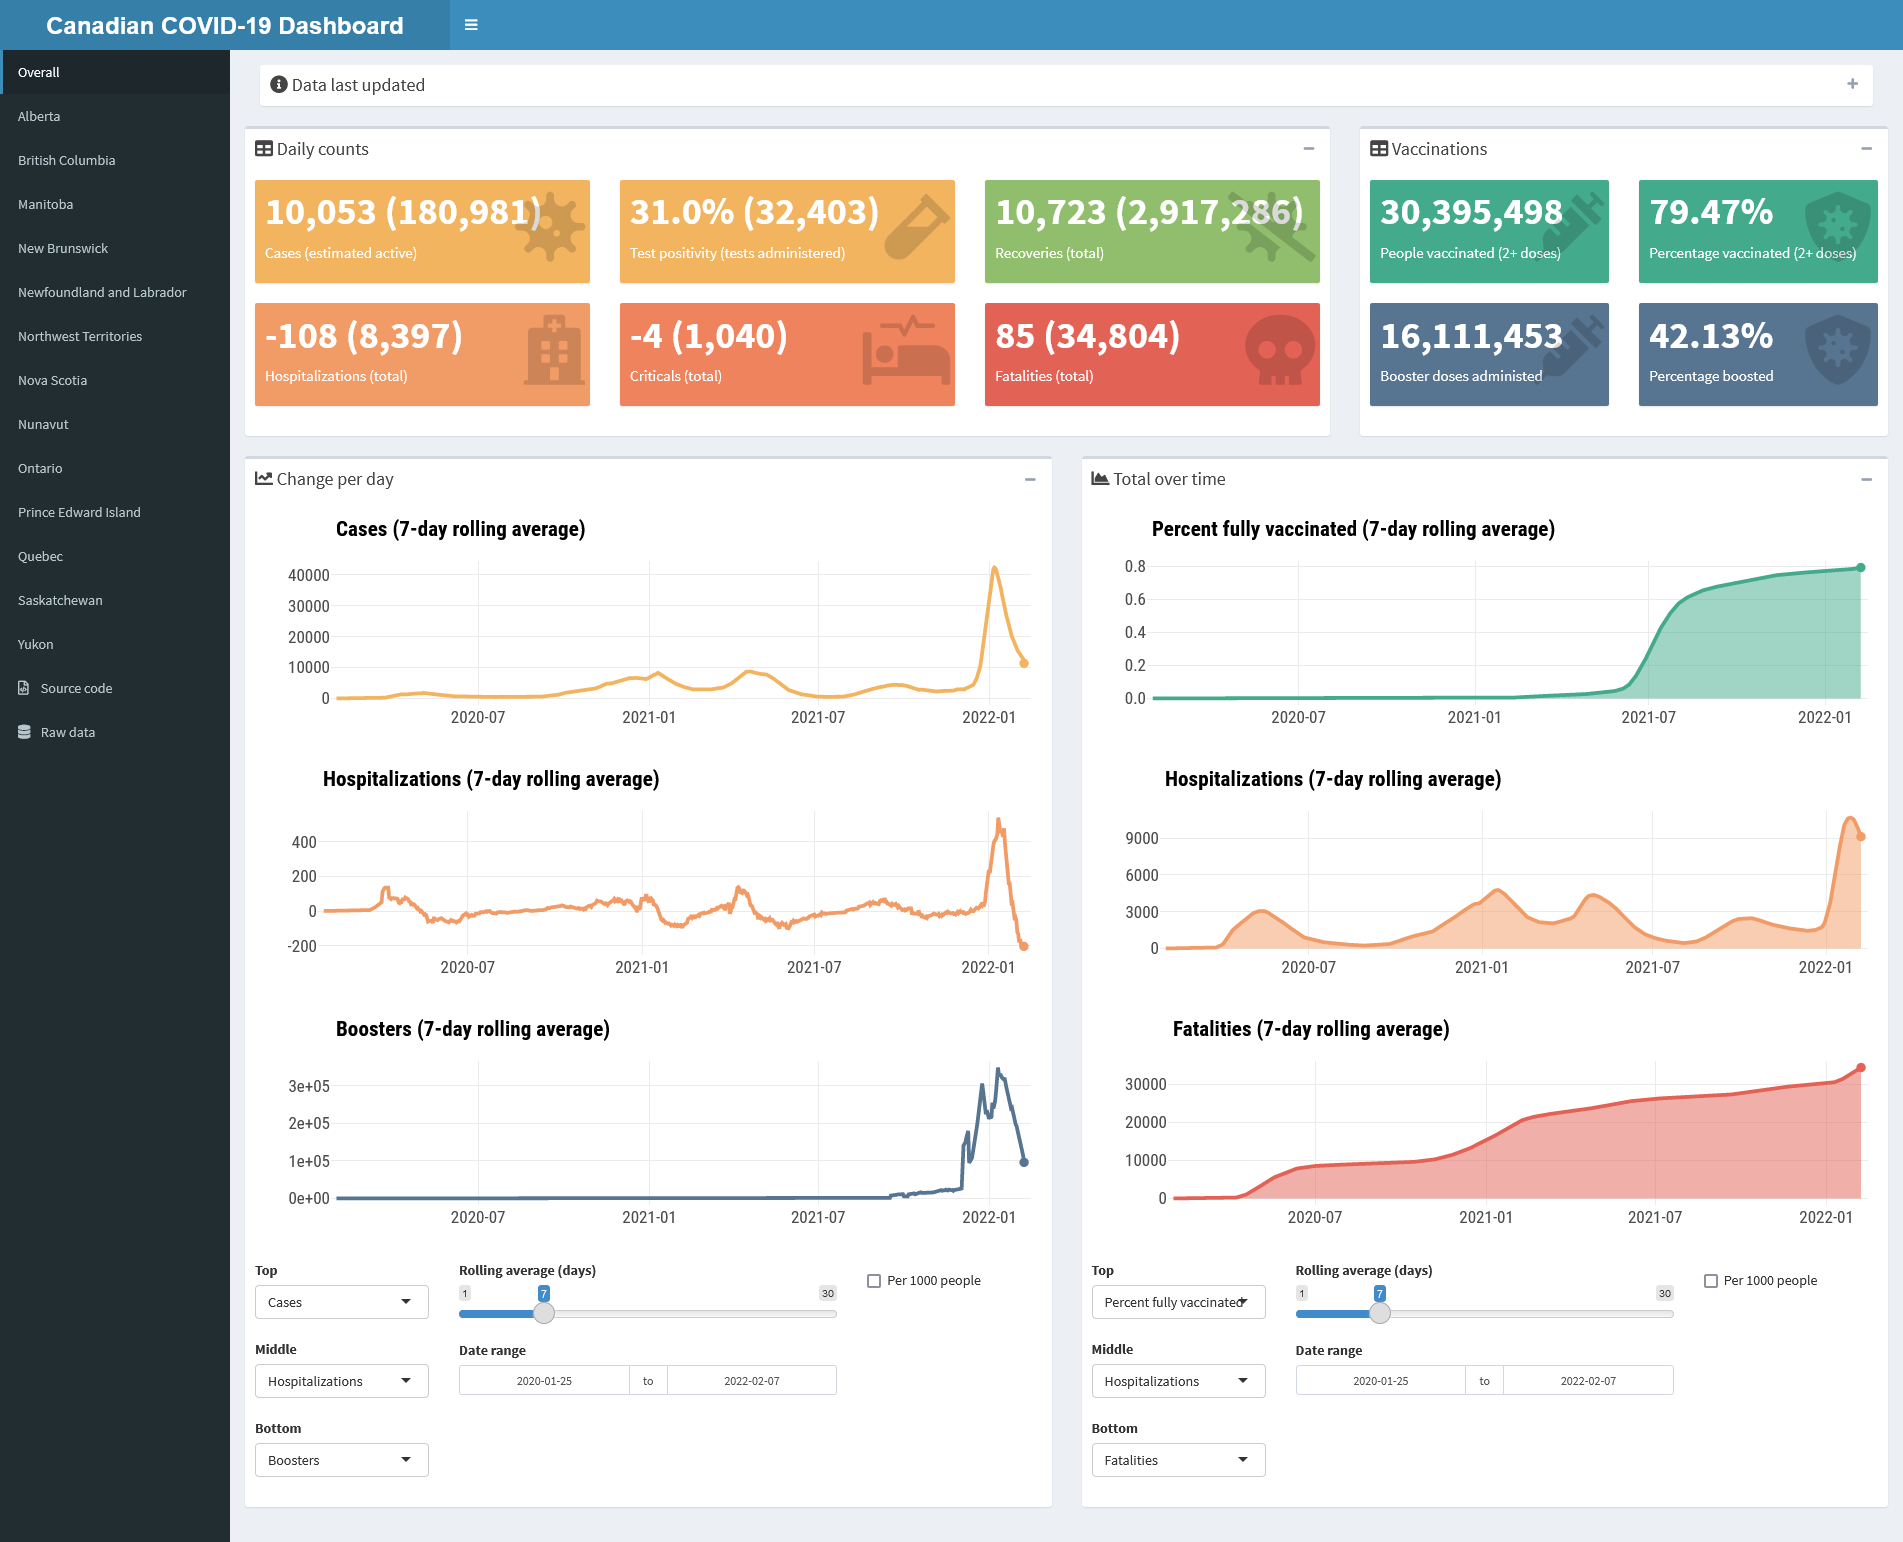 Canadian COVID-19 Dashboard
Overall
Alberta
British Columbia
Manitoba
New Brunswick
Newfoundland and Labrador
Northwest Territories
Nova Scotia
Nunavut
Ontario
Prince Edward Island
Quebec
Saskatchewan
Yukon
Source code
Raw data
Data last updated
Daily counts
10,053 (180,981)
Cases (estimated active)
31.0% (32,403)
Test positivity (tests administered)
10,723 (2,917,286)
Recoveries (total)
-108 (8,397)
Hospitalizations (total)
-4 (1,040)
Criticals (total)
85 (34,804)
Fatalities (total)
Vaccinations
30,395,498
People vaccinated (2+ doses)
79.47%
Percentage vaccinated (2+ doses)
16,111,453
Booster doses administed
42.13%
Percentage boosted
Change per day
Cases (7-day rolling average)
40000
30000
20000
10000
0
2020-07 2021-01 2021-07 2022-01
Hospitalizations (7-day rolling average)
400
200
0
-200
2020-07 2021-01 2021-07 2022-01
Boosters (7-day rolling average)
3e+05
2e+05
1e+05
0e+00
2020-07 2021-01 2021-07 2022-01
Top
Cases
Middle
Hospitalizations
Bottom
Boosters
Rolling average (days)
1 7 30
Date range
2020-01-25 to 2022-02-07
Per 1000 people
Total over time
Percent fully vaccinated (7-day rolling average)
0.8
0.6
0.4
0.2
0.0
2020-07 2021-01 2021-07 2022-01
Hospitalizations (7-day rolling average)
9000
6000
3000
0
2020-07 2021-01 2021-07 2022-01
Fatalities (7-day rolling average)
30000
20000
10000
0
2020-07 2021-01 2021-07 2022-01
Top
Percent fully vaccinated
Middle
Hospitalizations
Bottom
Fatalities
Rolling average (days)
1 7 30
Date range
2020-01-25 to 2022-02-07
Per 1000 people